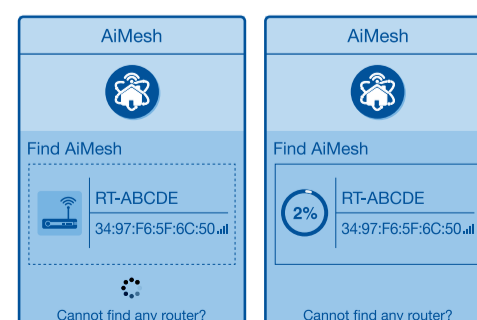 AiMesh
Find AiMesh
RT-ABCDE
34:97:F6:5F:6C:50
Cannot find any router?
AiMesh
Find AiMesh
2%
RT-ABCDE
34:97:F6:5F:6C:50
Cannot find any router?